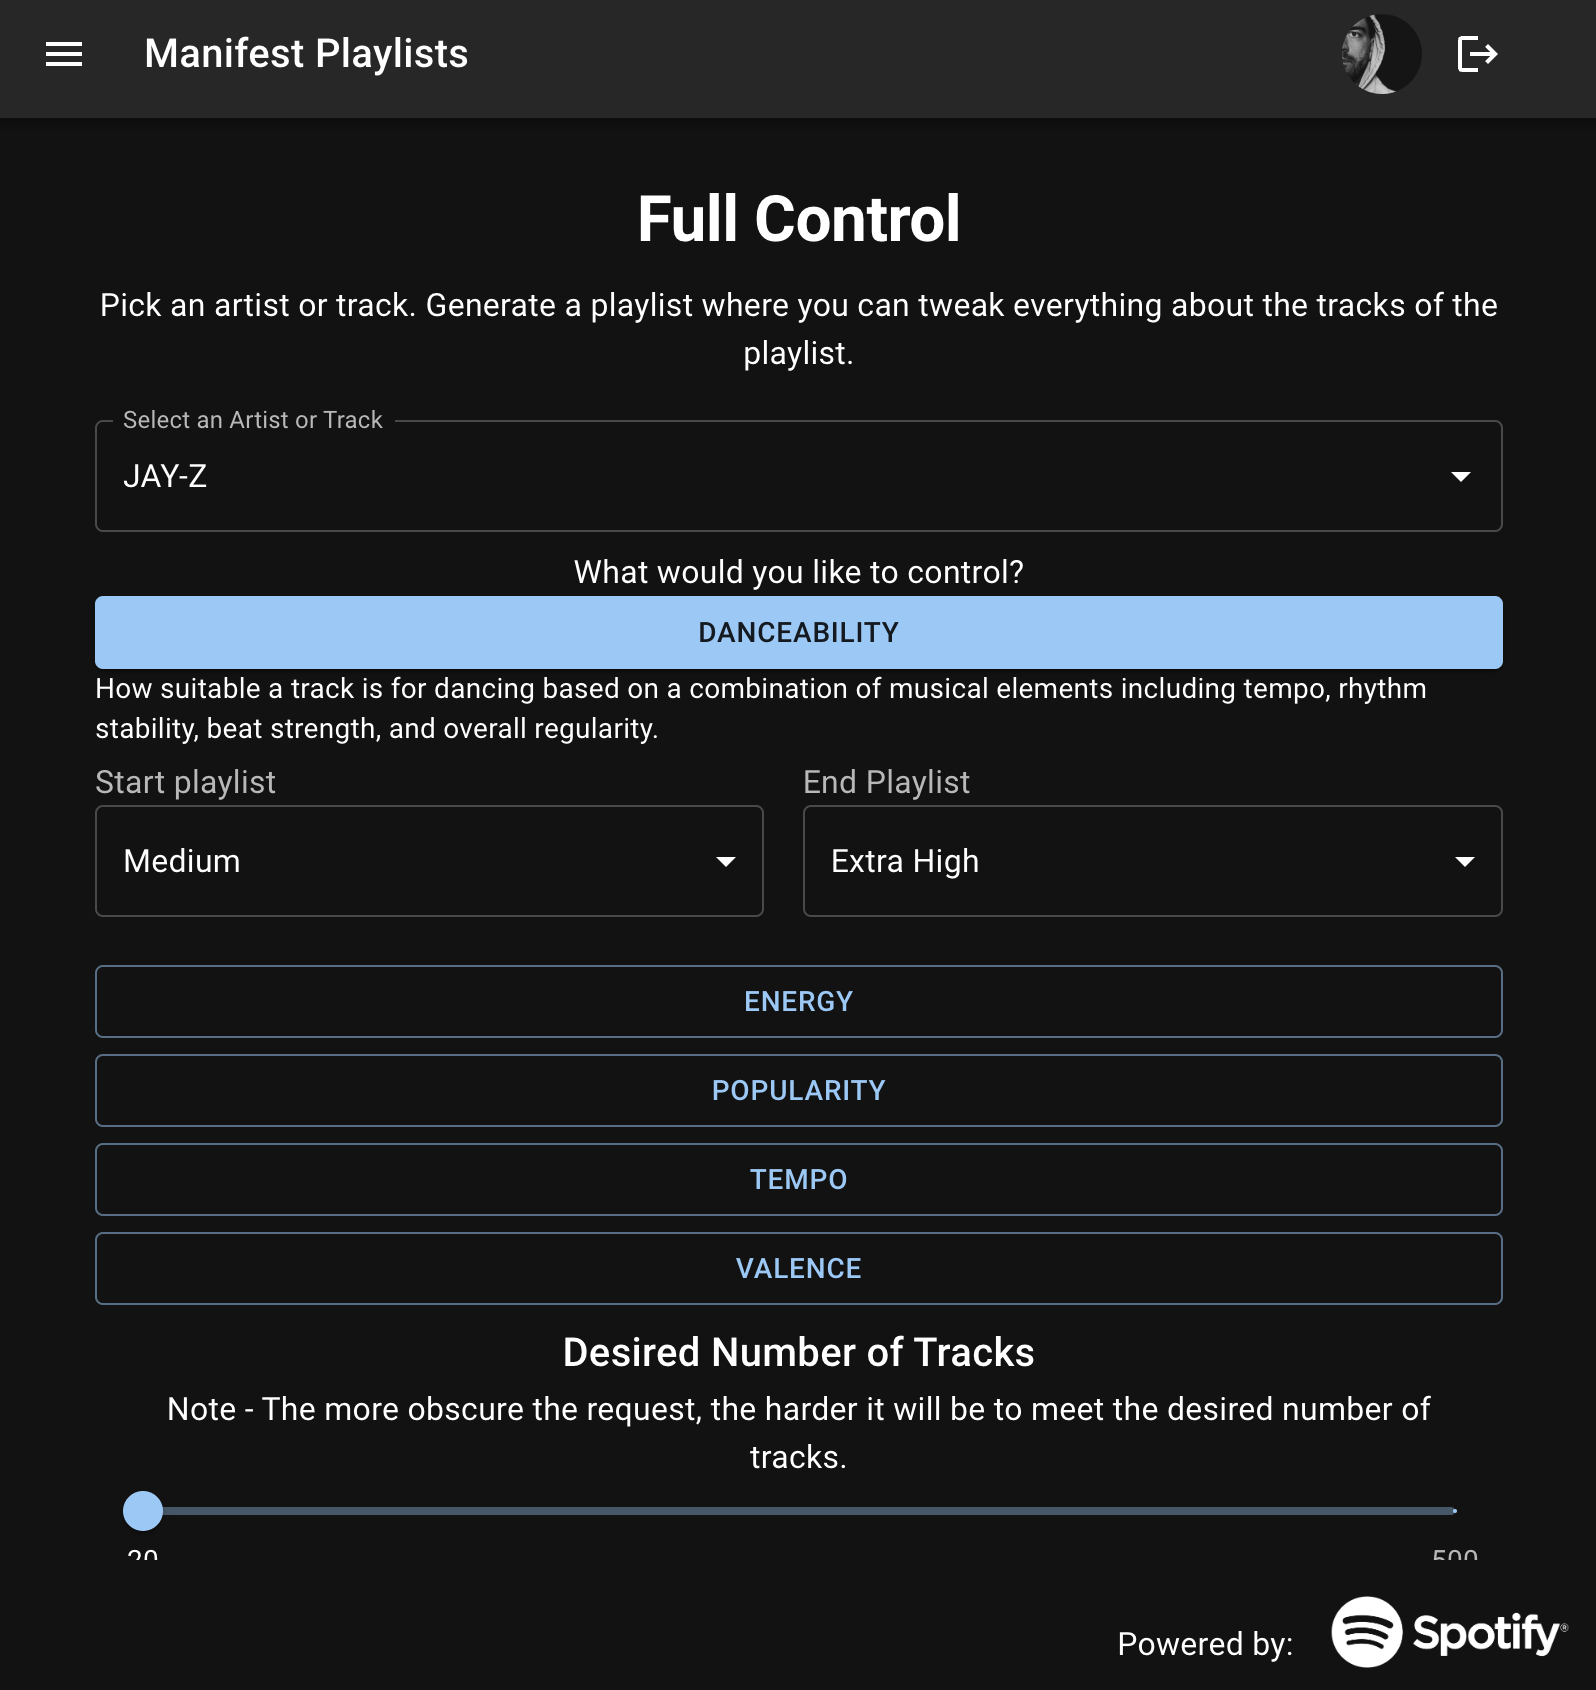 Manifest Playlists
Full Control
Pick an artist or track. Generate a playlist where you can tweak everything about the tracks of the
playlist.
Select an Artist or Track
JAY-Z
What would you like to control?
DANCEABILITY
How suitable a track is for dancing based on a combination of musical elements including tempo, rhythm
stability, beat strength, and overall regularity.
Start playlist
End Playlist
Medium
Extra High
ENERGY
POPULARITY
TEMPO
VALENCE
Desired Number of Tracks
Note - The more obscure the request, the harder it will be to meet the desired number of
tracks.
20
500
Powered by:
Spotify®